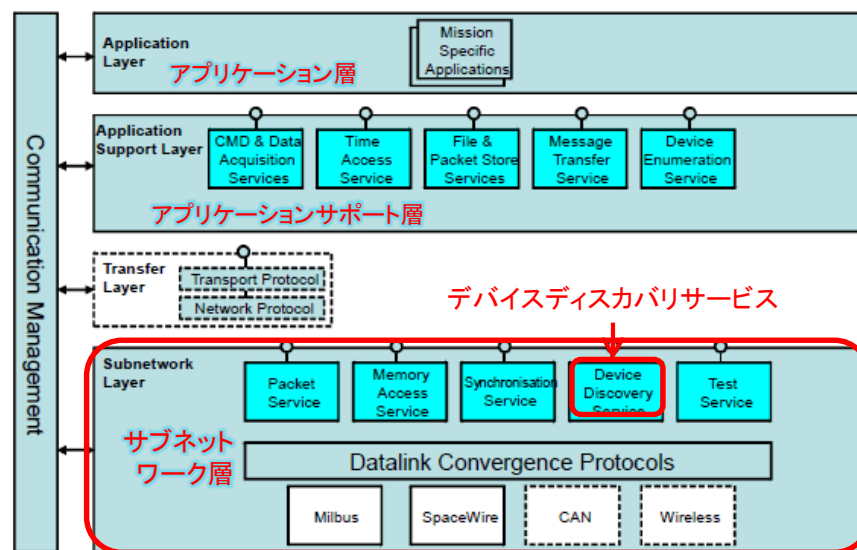 Communication Management
Application
Layer
アプリケーション層
Mission
Specific
Applications
Application
Support Layer
CMD & Data
Acquisition
Services
Time
Access
Service
File &
Packet Store
Services
Message
Transfer
Service
Device
Enumeration
Service
アプリケーションサポート層
Transfer
Layer
Transport Protocol
Network Protocol
デバイスディスカバリサービス
Subnetwork
Layer
Packet
Service
Memory
Access
Service
Synchronisation
Service
Device
Discovery
Service
Test
Service
サブネット
ワーク層
Datalink Convergence Protocols
Milbus
SpaceWire
CAN
Wireless